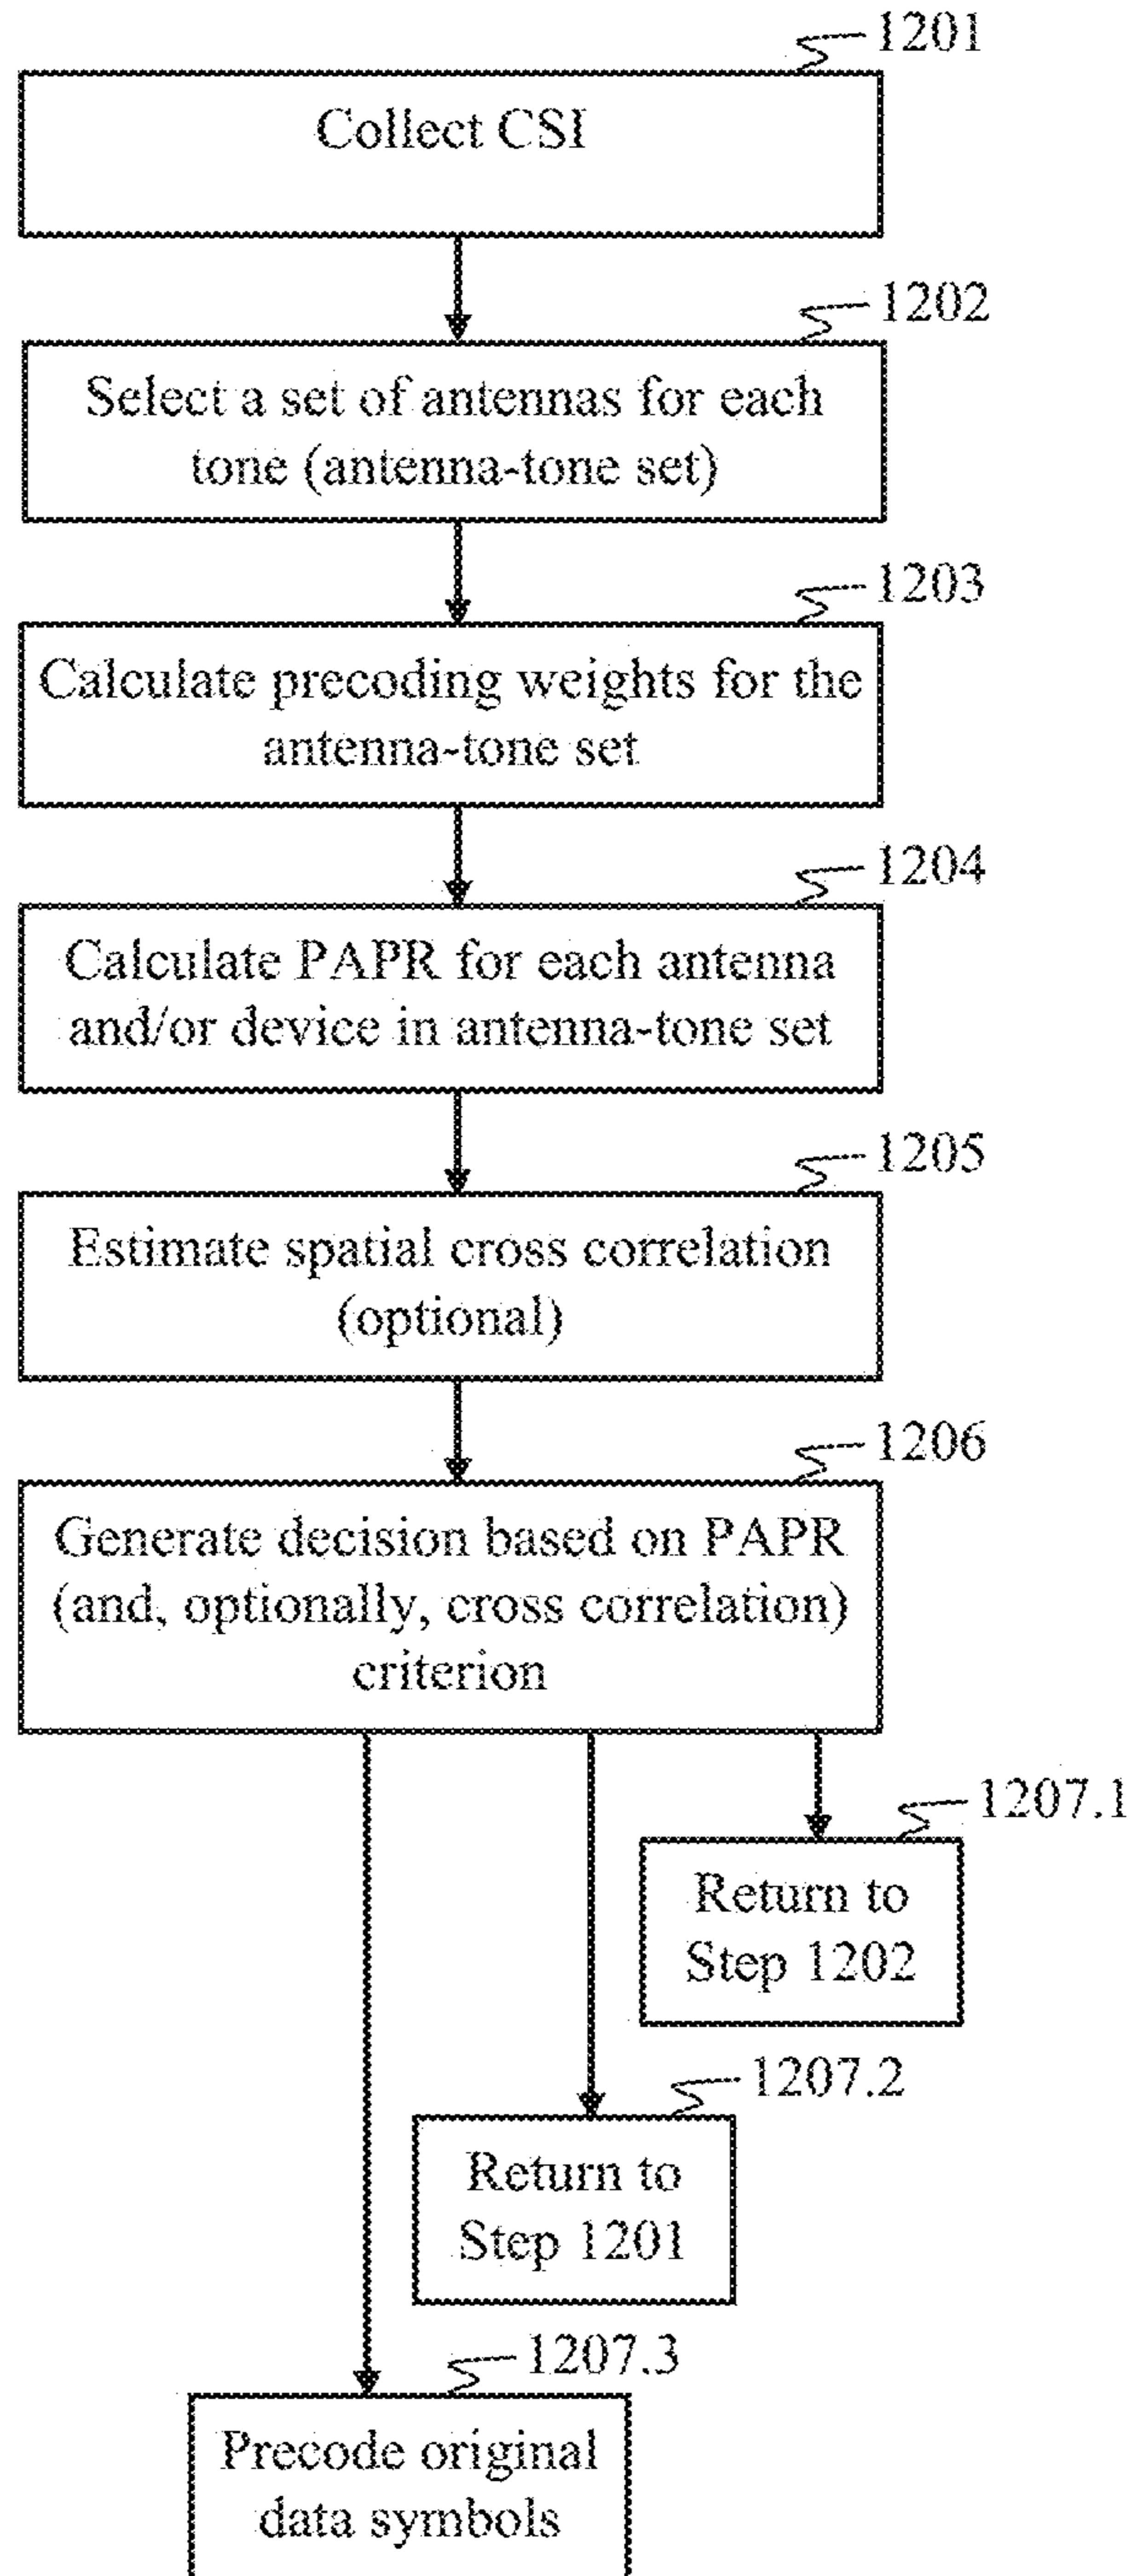 1201
Collect CSI
1202
Select a set of antennas for each
tone (antenna-tone set)
1203
Calculate precoding weights for the
antenna-tone set
1204
Calculate PAPR for each antenna
and/or device in antenna-tone set
1205
Estimate spatial cross correlation
(optional)
1206
Generate decision based on PAPR
(and, optionally, cross correlation)
criterion
1207.1
Return to
Step 1202
1207.2
Return to
Step 1201
1207.3
Precode original
data symbols